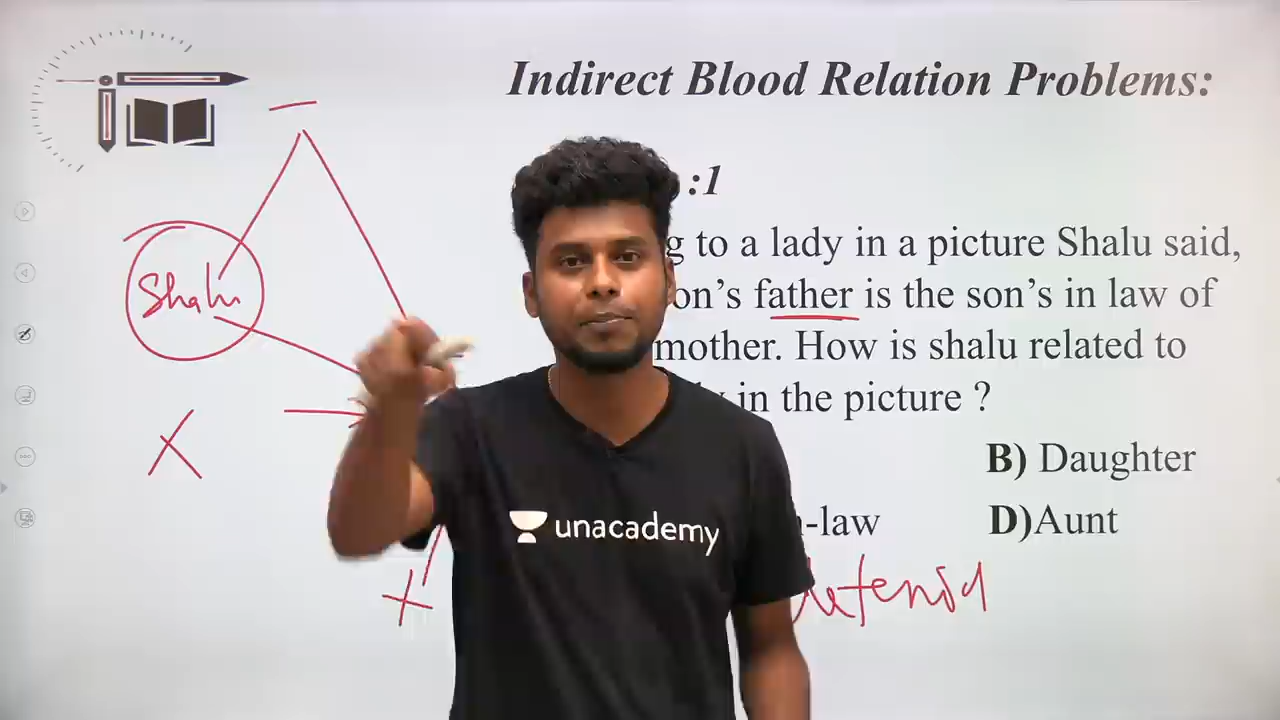 Indirect Blood Relation Problems:
:1
g to a lady in a picture Shalu said,
on's father is the son's in law of
mother. How is shalu related to
in the picture ?
B) Daughter
-law
D)Aunt
Shalu
unacademy